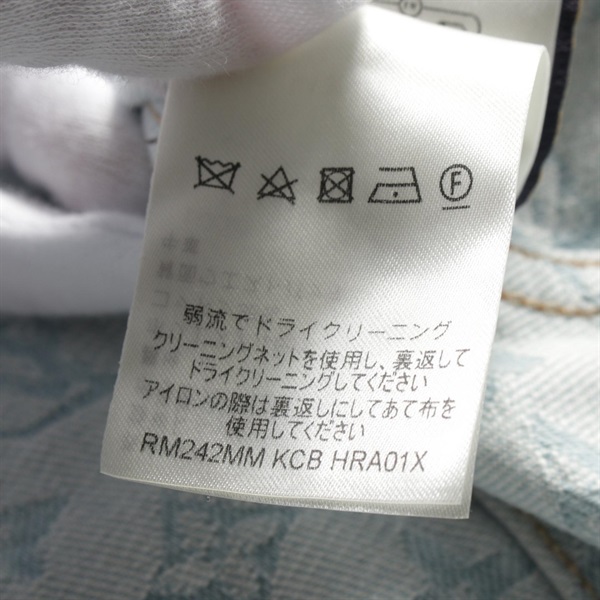 F
弱流でドライクリーニング
クリーニングネットを使用し、裏返して
ドライクリーニングしてください
アイロンの際は裏返しにしてあて布を
使用してください
RM242MM KCB HRA01X